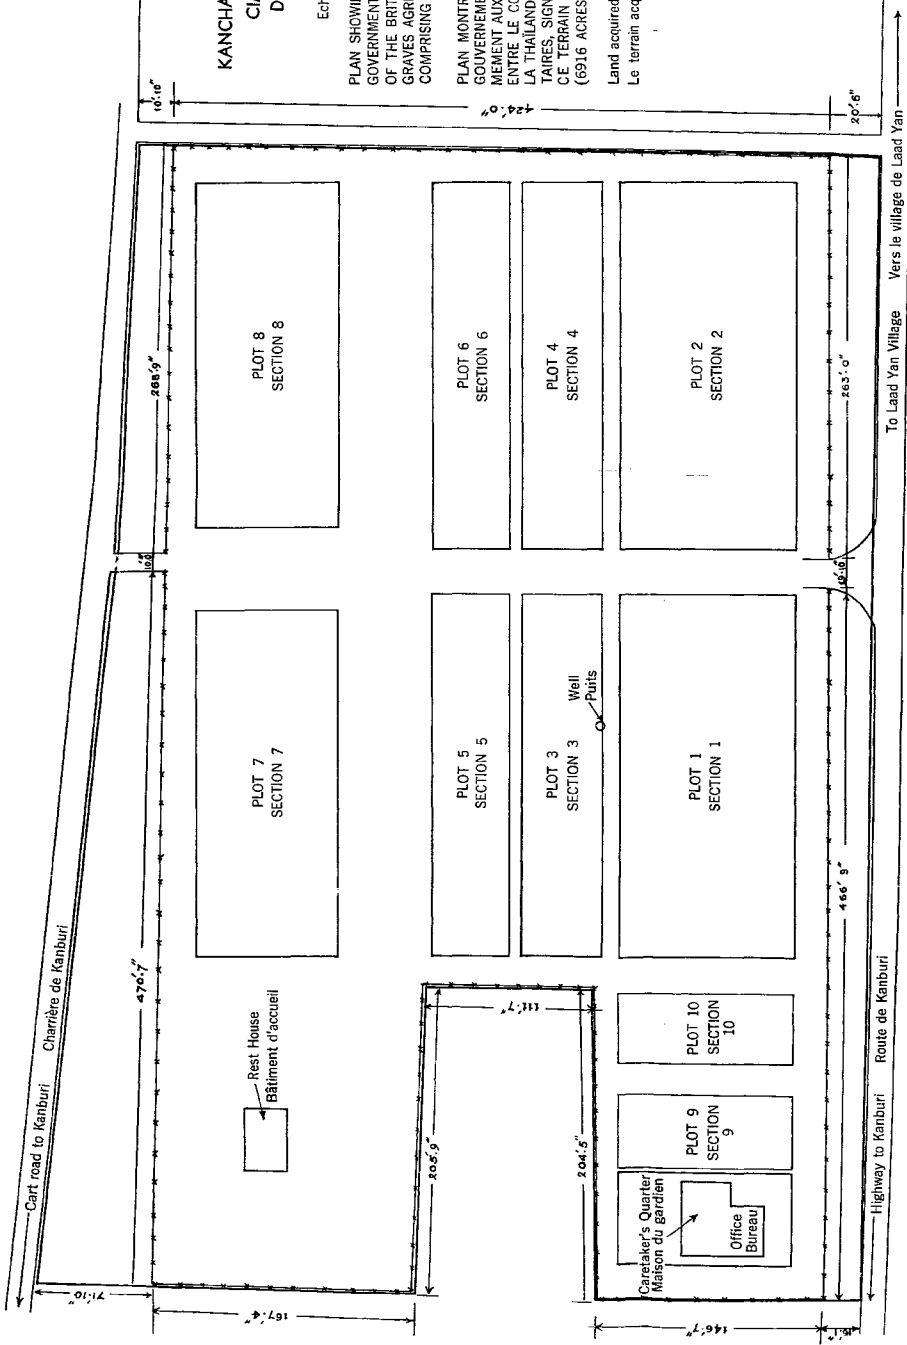 KANCHA
CI
D
Ech
PLAN SHOWI
GOVERNMENT
OF THE BRIT
GRAVES AGRI
COMPRISING
PLAN MONTR
GOUVERNEME
MEMENT AUX
ENTRE LE CO
LA THAÏLAND
TAIRES, SIGN
CE TERRAIN
(6916 ACRES
Land acquired
Le terrain acq
Cart road to Kanburi Charrière de Kanburi
71'.10"
470'.7"
10.0"
268'.9"
10'.10"
424'.0"
20'.6"
167'.4"
Rest House
Bâtiment d'accueil
PLOT 7
SECTION 7
PLOT 8
SECTION 8
205'.9"
111'.7"
204'.5"
PLOT 5
SECTION 5
PLOT 6
SECTION 6
PLOT 3
SECTION 3
Well
Puits
PLOT 4
SECTION 4
PLOT 1
SECTION 1
PLOT 2
SECTION 2
Caretaker's Quarter
Maison du gardien
Office
Bureau
PLOT 9
SECTION
9
PLOT 10
SECTION
10
146'.7"
466' 9"
263'.0"
Highway to Kanburi Route de Kanburi
To Laad Yan Village Vers le village de Laad Yan